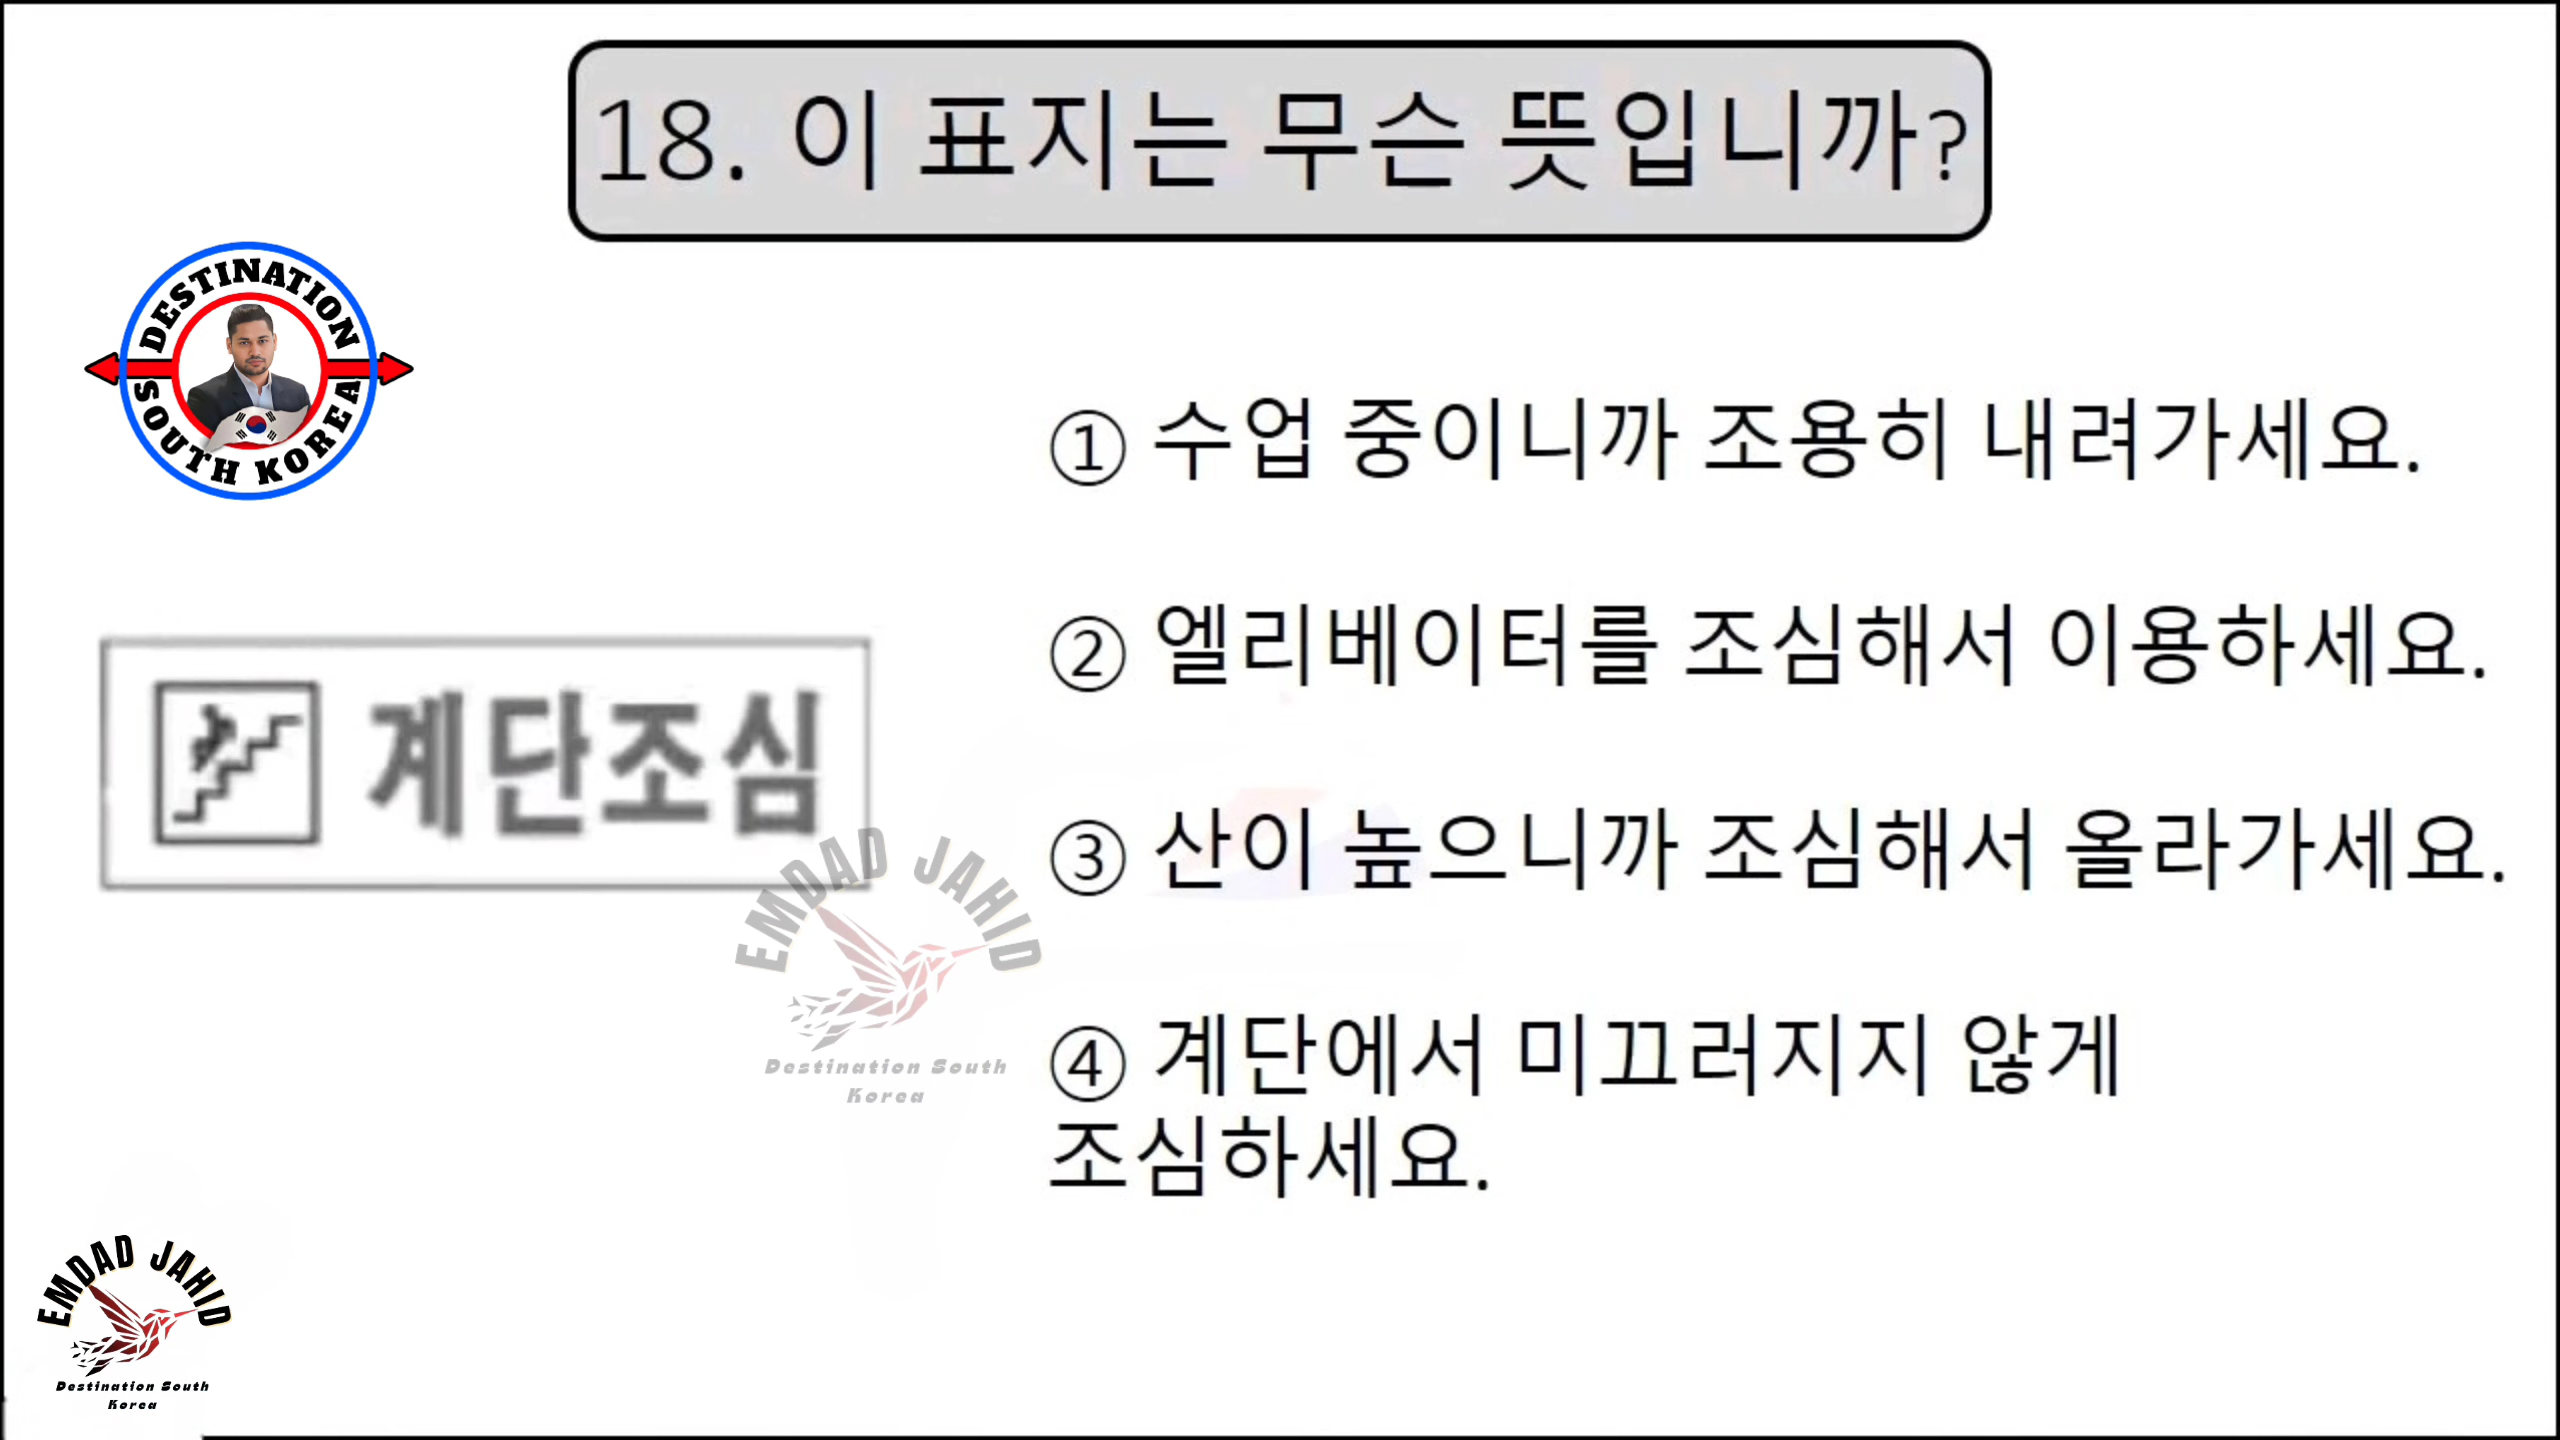 18. 이 표지는 무슨 뜻입니까?
DESTINATION
SOUTH KOREA
① 수업 중이니까 조용히 내려가세요.
② 엘리베이터를 조심해서 이용하세요.
계단조심
③ 산이 높으니까 조심해서 올라가세요.
EMDAD JAHID
Destination South
Korea
④ 계단에서 미끄러지지 않게
조심하세요.
EMDAD JAHID
Destination South
Korea